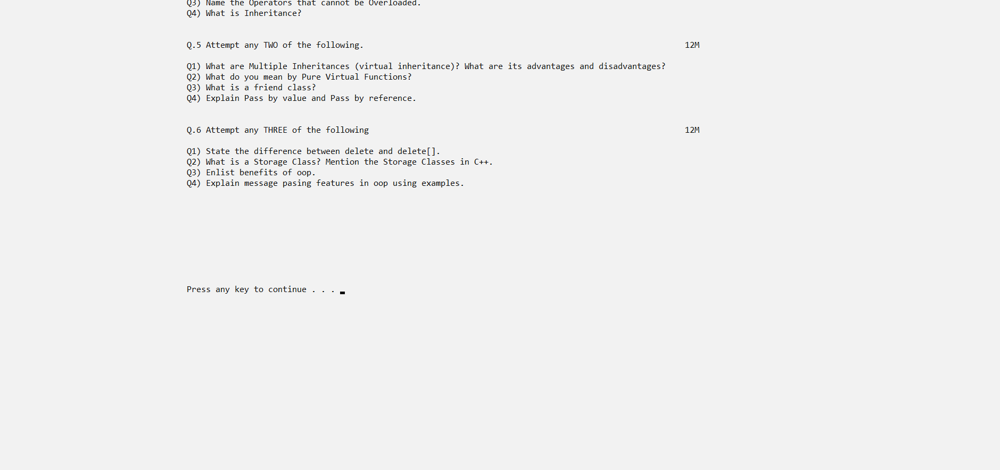 Q3) Name the Operators that cannot be Overloaded.
Q4) What is Inheritance?
Q.5 Attempt any TWO of the following. 12M
Q1) What are Multiple Inheritances (virtual inheritance)? What are its advantages and disadvantages?
Q2) What do you mean by Pure Virtual Functions?
Q3) What is a friend class?
Q4) Explain Pass by value and Pass by reference.
Q.6 Attempt any THREE of the following 12M
Q1) State the difference between delete and delete[].
Q2) What is a Storage Class? Mention the Storage Classes in C++.
Q3) Enlist benefits of oop.
Q4) Explain message pasing features in oop using examples.
Press any key to continue . . .